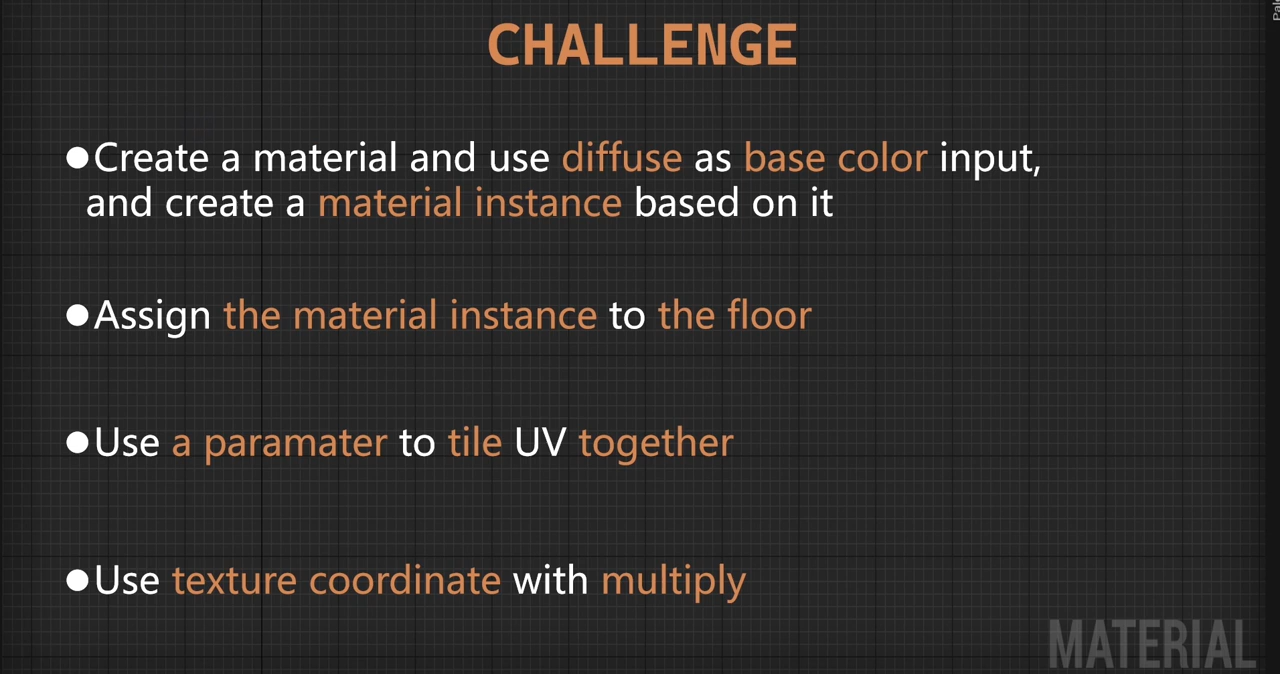 CHALLENGE
●Create a material and use diffuse as base color input,
and create a material instance based on it
●Assign the material instance to the floor
●Use a paramater to tile UV together
●Use texture coordinate with multiply
MATERIAL